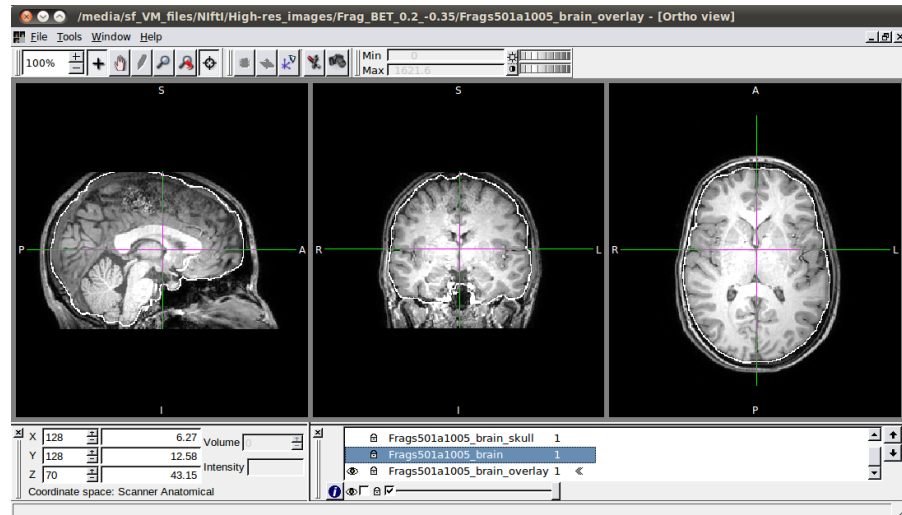 /media/sf_VM_files/NIftI/High-res_images/Frag_BET_0.2_-0.35/Frags501a1005_brain_overlay - [Ortho view]
File Tools Window Help
100%
Min 0
Max 1621.6
S S A
P A R L R L
I I P
X 128 6.27 Volume 0
Y 128 12.58
Z 70 43.15 Intensity
Coordinate space: Scanner Anatomical
Frags501a1005_brain_skull 1
Frags501a1005_brain 1
Frags501a1005_brain_overlay 1